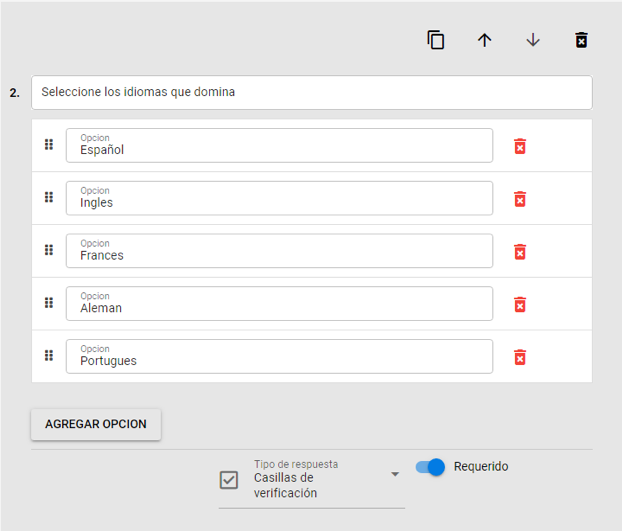 2.
Seleccione los idiomas que domina
Opcion
Español
Opcion
Ingles
Opcion
Frances
Opcion
Aleman
Opcion
Portugues
AGREGAR OPCION
Tipo de respuesta
Casillas de
verificación
Requerido